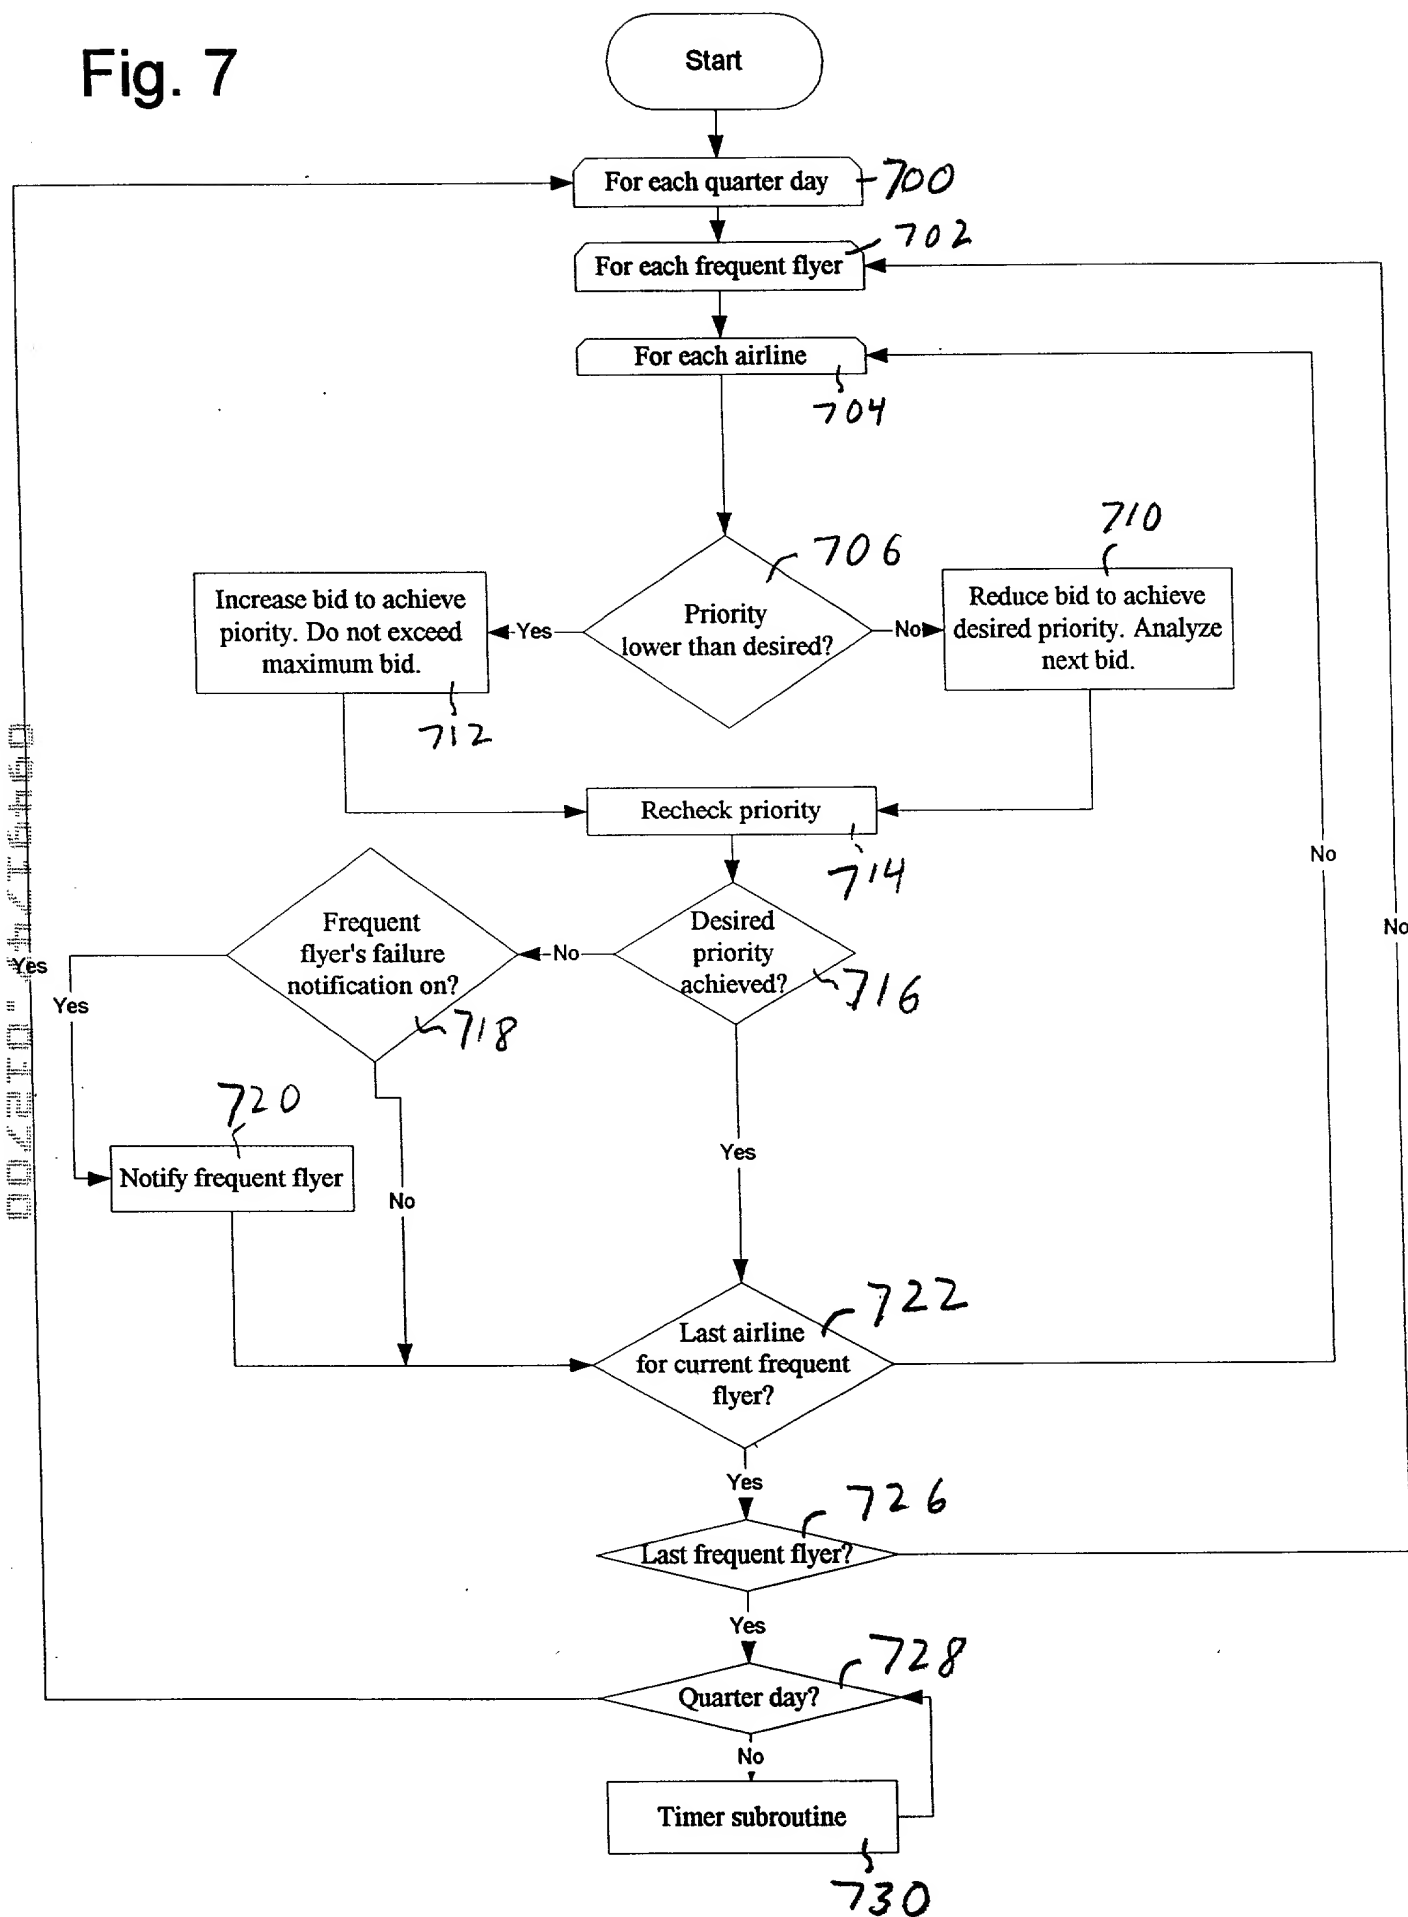 Fig. 7
Start
For each quarter day
700
For each frequent flyer
702
For each airline
704
706
710
Priority
lower than desired?
Yes
No
Increase bid to achieve
piority. Do not exceed
maximum bid.
712
Reduce bid to achieve
desired priority. Analyze
next bid.
Recheck priority
714
No
No
Desired
priority
achieved?
716
No
Frequent
flyer's failure
notification on?
718
Yes
Yes
720
Notify frequent flyer
No
Yes
722
Last airline
for current frequent
flyer?
Yes
726
Last frequent flyer?
Yes
728
Quarter day?
No
Timer subroutine
730